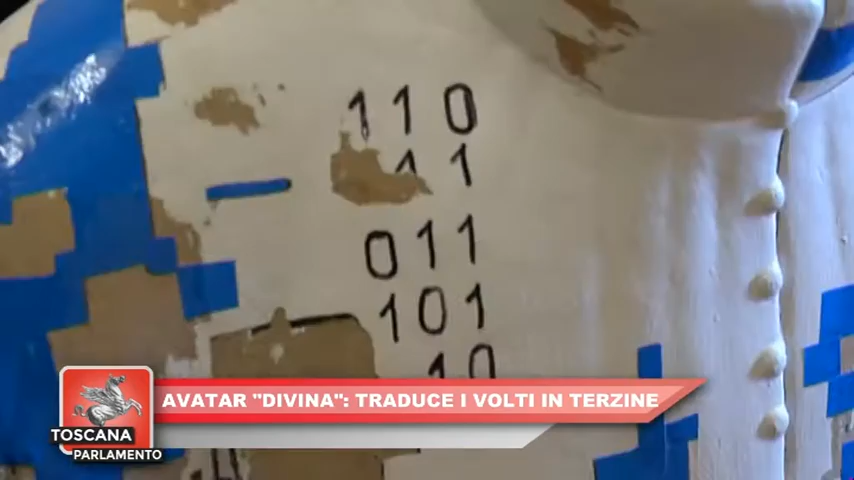 110
11
011
101
10
AVATAR "DIVINA": TRADUCE I VOLTI IN TERZINE
TOSCANA
PARLAMENTO